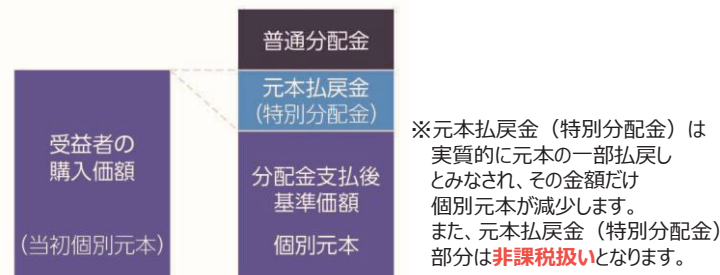 普通分配金
元本払戻金
(特別分配金)
受益者の
購入価額
(当初個別元本)
分配金支払後
基準価額
個別元本
※元本払戻金（特別分配金）は
実質的に元本の一部払戻し
とみなされ、その金額だけ
個別元本が減少します。
また、元本払戻金（特別分配金）
部分は非課税扱いとなります。